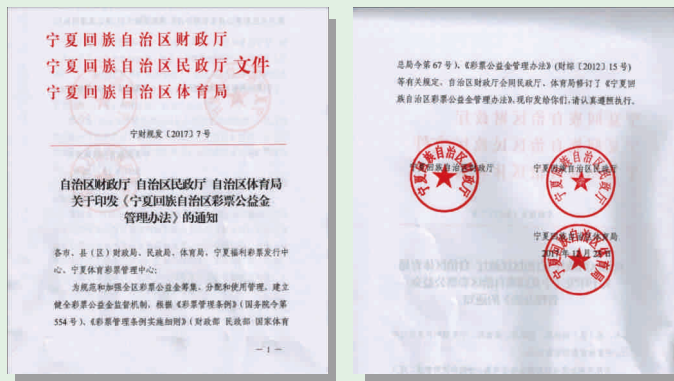 宁夏回族自治区财政厅
宁夏回族自治区民政厅 文件
宁夏回族自治区体育局
宁财规发〔2017〕7号
自治区财政厅 自治区民政厅 自治区体育局
关于印发《宁夏回族自治区彩票公益金
管理办法》的通知
各市、县(区)财政局、民政局、体育局,宁夏福利彩票发行中
心、宁夏体育彩票管理中心:
为规范和加强全区彩票公益金筹集、分配和使用管理,建立
健全彩票公益金监督机制,根据《彩票管理条例》(国务院令第
554号)、《彩票管理条例实施细则》(财政部 民政部 国家体育
— 1 —
总局令第67号)、《彩票公益金管理办法》(财综〔2012〕15号)
等有关规定,自治区财政厅会同民政厅、体育局修订了《宁夏回
族自治区彩票公益金管理办法》,现印发给你们,请认真遵照执行。
宁夏回族自治区财政厅
宁夏回族自治区民政厅
宁夏回族自治区体育局